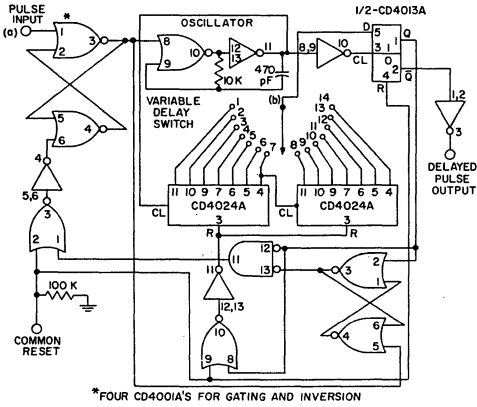 PULSE INPUT
(a)
*
1
2
3
OSCILLATOR
1/2-CD4013A
8
9
10
12
13
11
10K
470 pF
8,9
10
CL
D
5
3
4
R
1
1
0
2
Q
Q̅
1,2
3
DELAYED PULSE OUTPUT
VARIABLE DELAY SWITCH
(b)
1
2
3
4
5
6
7
14
13
12
11
10
9
8
5
6
4
4
5,6
3
2
1
11 10 9 7 6 5 4
CD4024A
CL
3
R
11 10 9 7 6 5 4
CD4024A
CL
3
R
11
12
13
3
2
1
4
6
5
11
12,13
10
9
8
100 K
COMMON RESET
*FOUR CD4001A'S FOR GATING AND INVERSION